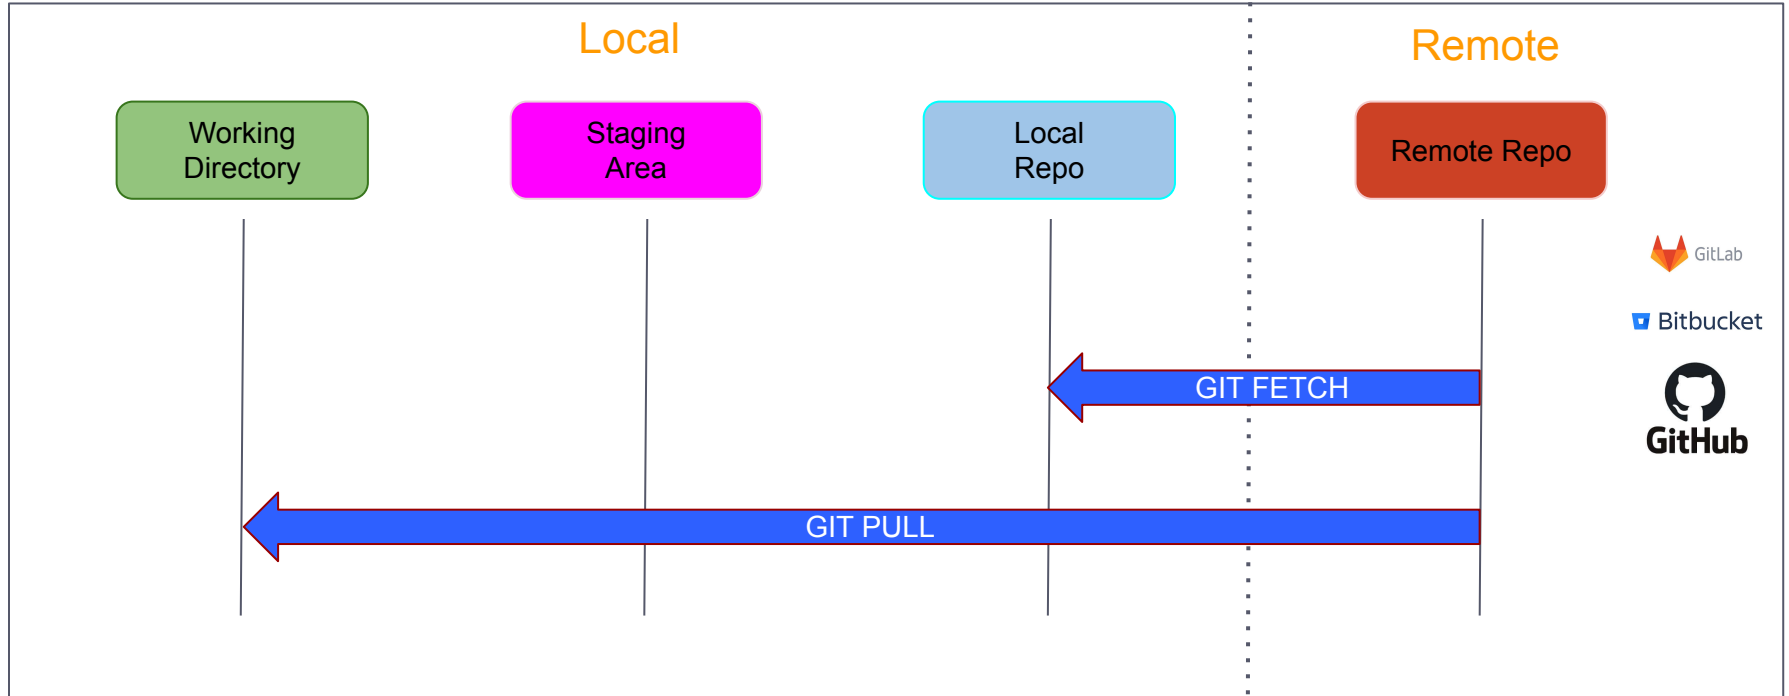 Local
Remote
Working
Directory
Staging
Area
Local
Repo
Remote Repo
GitLab
Bitbucket
GIT FETCH
GitHub
GIT PULL